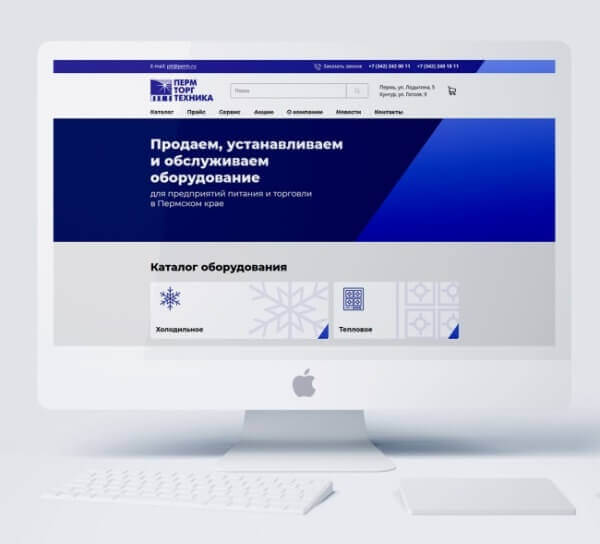 E-mail: ptt@perm.ru
Заказать звонок +7 (342) 243 00 11 +7 (342) 240 10 11
ПЕРМ
ТОРГ
ТЕХНИКА
Поиск
Пермь, ул. Лодыгина, 5
Кунгур, ул. Гоголя, 9
Каталог Прайс Сервис Акции О компании Новости Контакты
Продаем, устанавливаем
и обслуживаем
оборудование
для предприятий питания и торговли
в Пермском крае
Каталог оборудования
Холодильное Тепловое